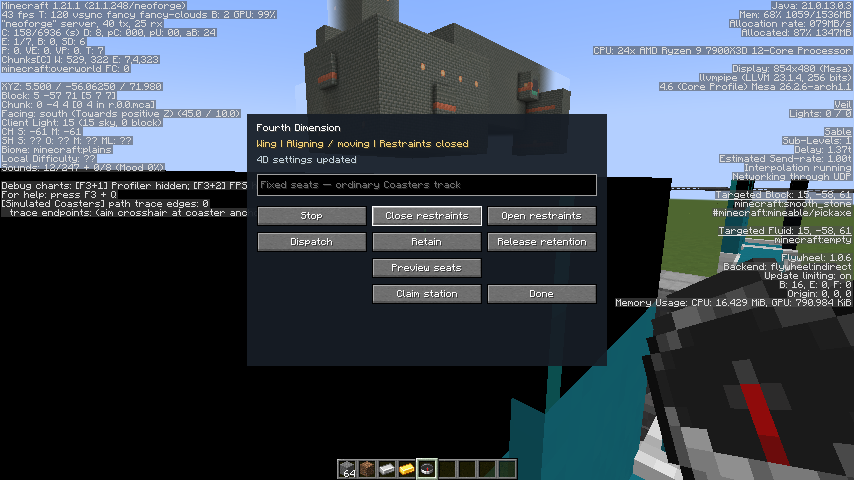 Minecraft 1.21.1 (21.1.248/neoforge)
43 fps T: 120 vsync fancy fancy-clouds B: 2 GPU: 99%
"neoforge" server, 40 tx, 25 rx
C: 158/6936 (s) D: 8, pC: 000, pU: 00, aB: 24
E: 1/7, B: 0, SD: 6
P: 0. VE: 0. VP: 0. T: 7
Chunks[C] W: 529, 322 E: 7,4,323
minecraft:overworld FC: 0
XYZ: 5.500 / -56.06250 / 71.980
Block: 5 -57 71 [5 7 7]
Chunk: 0 -4 4 [0 4 in r.0.0.mca]
Facing: south (Towards positive Z) (45.0 / 10.0)
Client Light: 15 (15 sky, 0 block)
CH S: -61 M: -61
SH S: ?? O: ?? M: ?? ML: ??
Biome: minecraft:plains
Local Difficulty: ??
Sounds: 12/247 + 0/8 (Mood 0%)
Debug charts: [F3+1] Profiler hidden; [F3+2] FPS
For help: press F3 + Q
[Simulated Coasters] path trace edges: 0
trace endpoints: (aim crosshair at coaster anc
Java: 21.0.13.0.3
Mem: 68% 1059/1536MB
Allocation rate: 079MB/s
Allocated: 87% 1347MB
CPU: 24x AMD Ryzen 9 7900X3D 12-Core Processor
Display: 854x480 (Mesa)
llvmpipe (LLVM 23.1.4, 256 bits)
4.6 (Core Profile) Mesa 26.2.6-arch1.1
Veil
Lights: 0 / 0
Sable
Sub-Levels: 1
Delay: 1.37t
Estimated Send-rate: 1.00t
Interpolation running
Networking through UDP
Targeted Block: 15, -58, 61
minecraft:smooth_stone
#minecraft:mineable/pickaxe
Targeted Fluid: 15, -58, 61
minecraft:empty
Flywheel: 1.0.6
Backend: flywheel:indirect
Update limiting: on
B: 16, E: 0, F: 0
Origin: 0, 0, 0
Memory Usage: CPU: 16.429 MiB, GPU: 790.984 KiB
Fourth Dimension
Wing | Aligning / moving | Restraints closed
4D settings updated
Fixed seats — ordinary Coasters track
Stop
Close restraints
Open restraints
Dispatch
Retain
Release retention
Preview seats
Claim station
Done
64